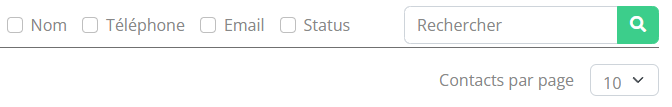 Nom Téléphone Email Status Rechercher
Contacts par page 10